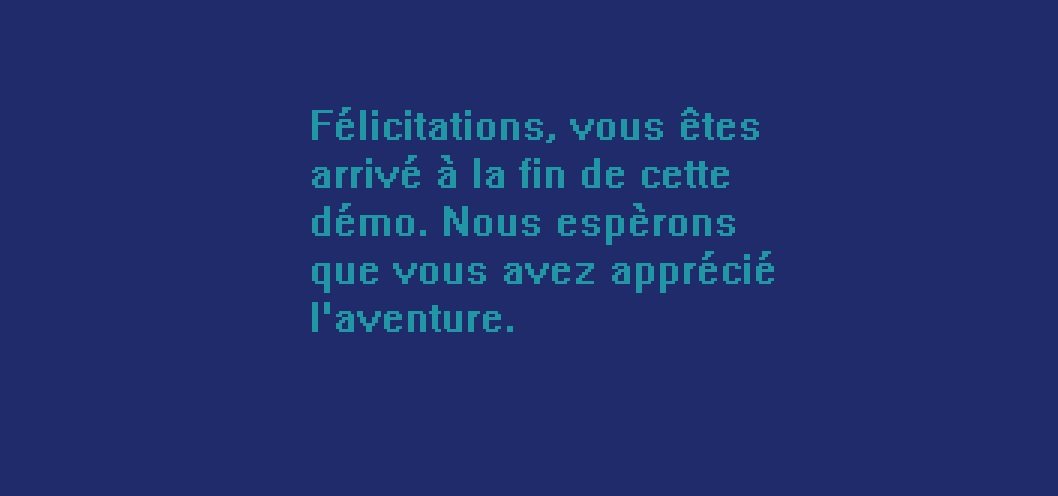 Félicitations, vous êtes
arrivé à la fin de cette
démo. Nous espèrons
que vous avez apprécié
l'aventure.